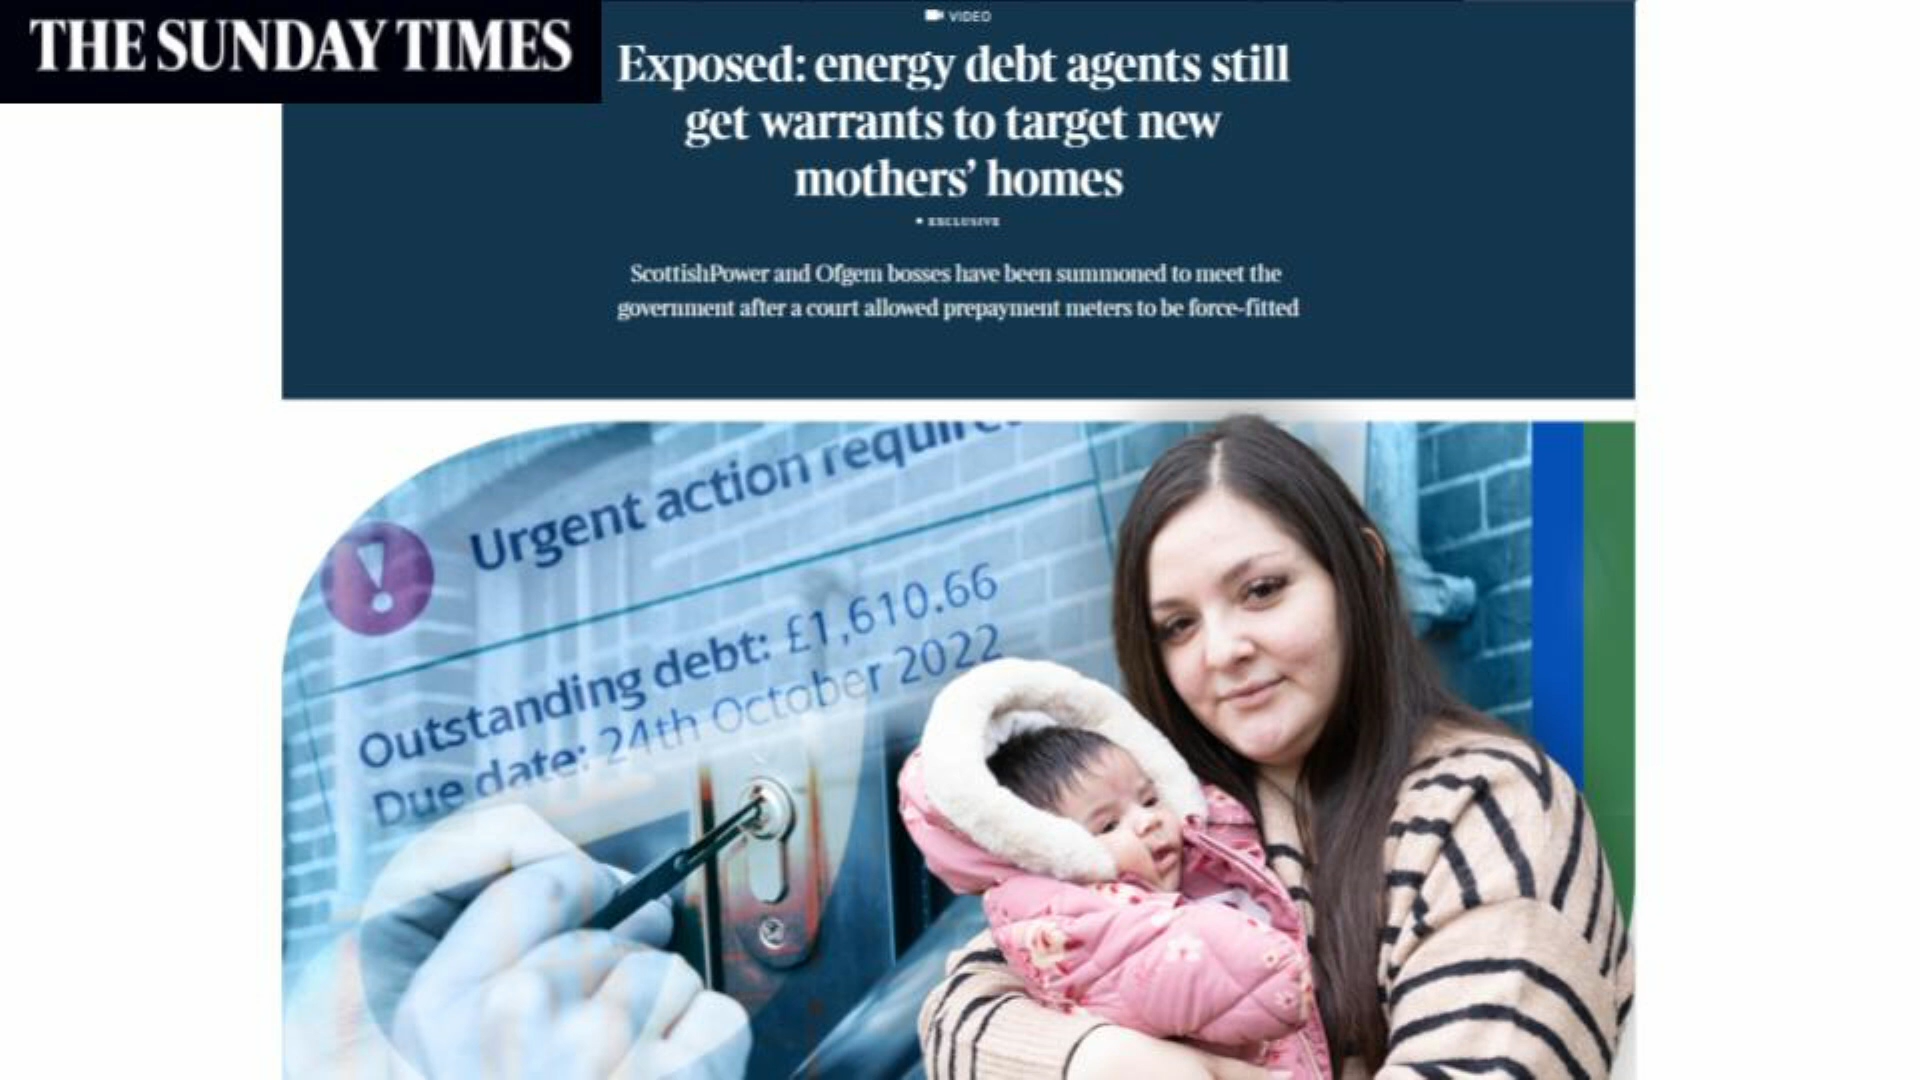 THE SUNDAY TIMES
VIDEO
Exposed: energy debt agents still
get warrants to target new
mothers' homes
• EXCLUSIVE
ScottishPower and Ofgem bosses have been summoned to meet the
government after a court allowed prepayment meters to be force-fitted
Urgent action
Outstanding debt: £1,610.66
Due date: 24th October 2022